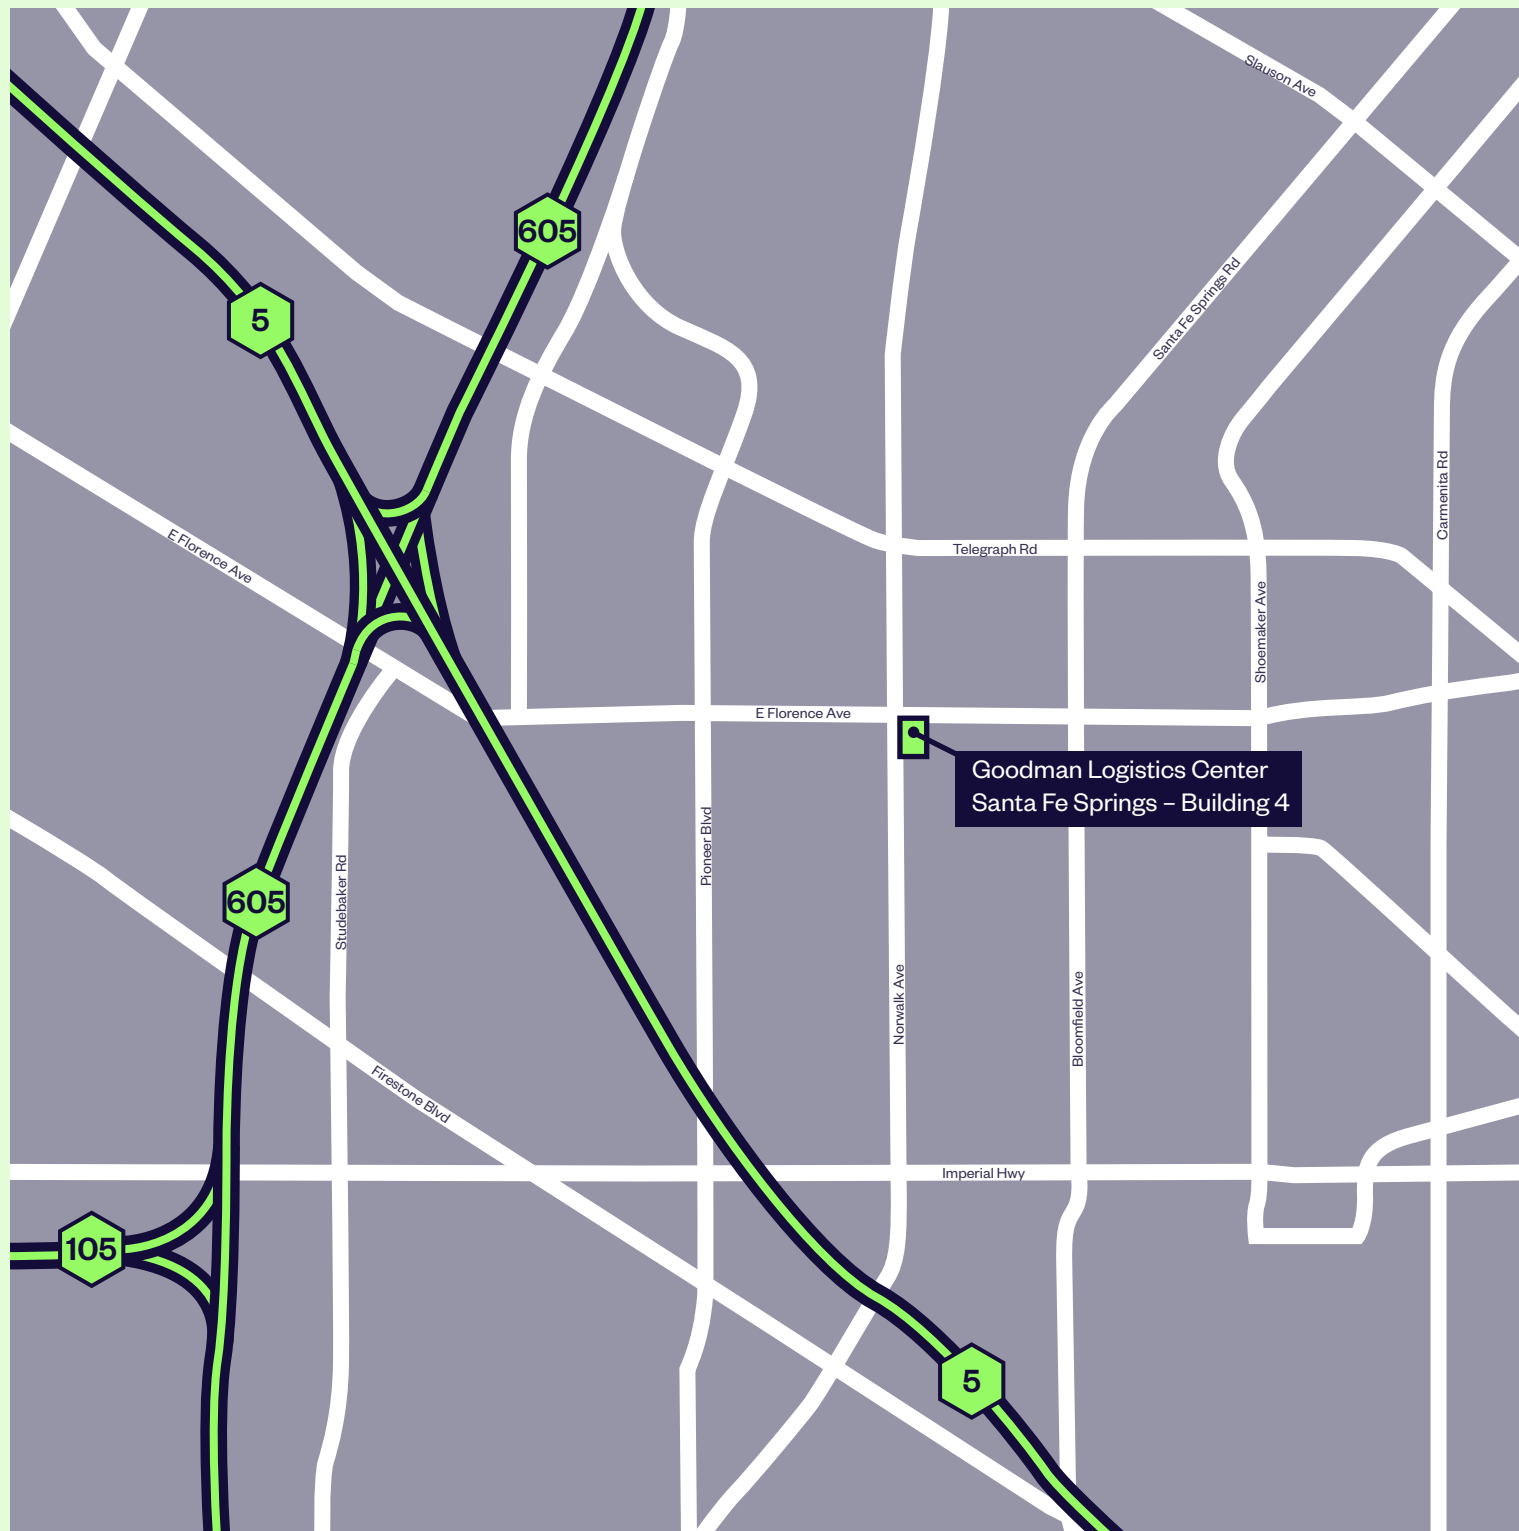 Slauson Ave
605
Santa Fe Springs Rd
5
Carmenita Rd
E Florence Ave
Telegraph Rd
Shoemaker Ave
E Florence Ave
Goodman Logistics Center
Santa Fe Springs – Building 4
Pioneer Blvd
Studebaker Rd
605
Norwalk Ave
Bloomfield Ave
Firestone Blvd
Imperial Hwy
105
5